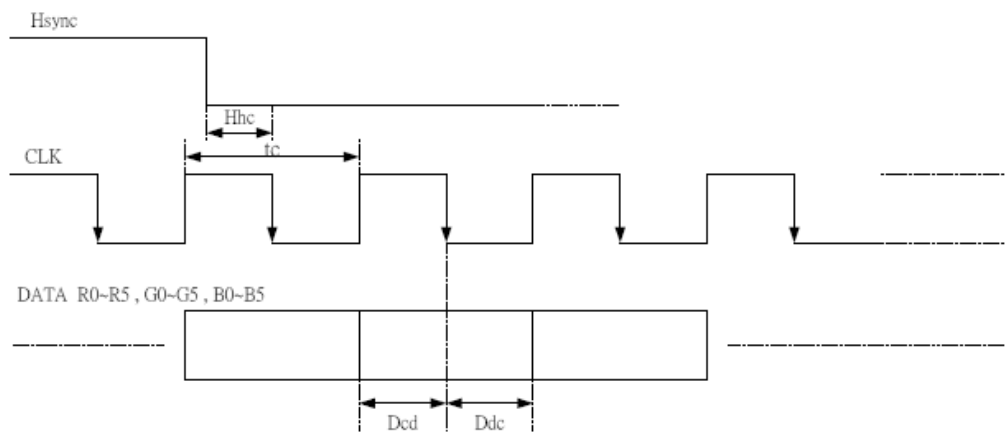 Hsync
Hhc
tc
CLK
DATA R0~R5 , G0~G5 , B0~B5
Dcd
Ddc